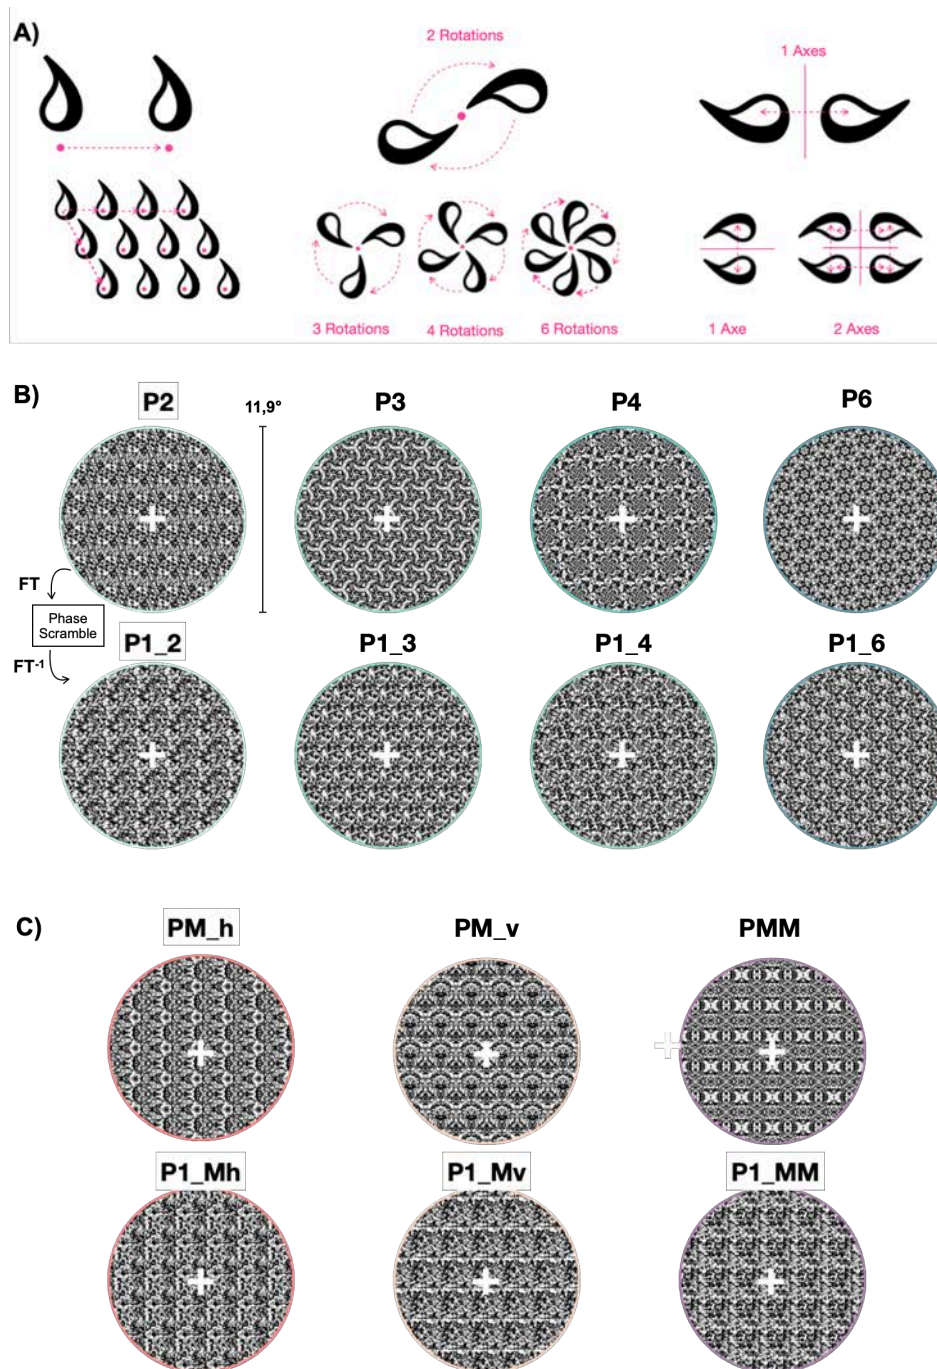 A)
2 Rotations
1 Axes
3 Rotations
4 Rotations
6 Rotations
1 Axe
2 Axes
B)
P2
11,9°
P3
P4
P6
FT
Phase
Scramble
FT-1
P1_2
P1_3
P1_4
P1_6
C)
PM_h
PM_v
PMM
P1_Mh
P1_Mv
P1_MM